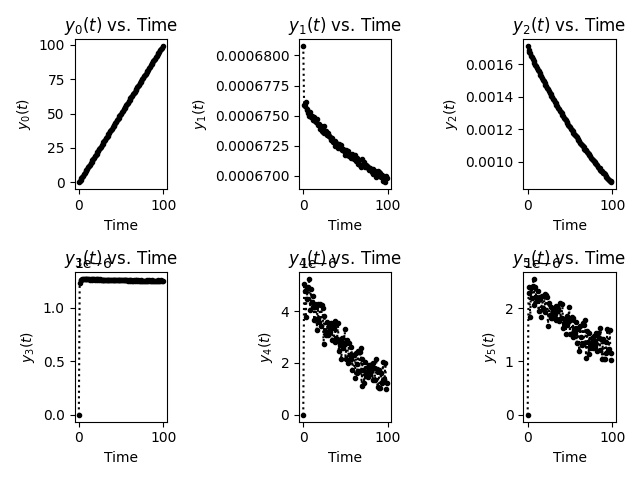 y₀(t) vs. Time
y₁(t) vs. Time
y₂(t) vs. Time
100
75
50
25
0
y₀(t)
0
100
Time
0.0006800
0.0006775
0.0006750
0.0006725
0.0006700
y₁(t)
0
100
Time
0.0016
0.0014
0.0012
0.0010
y₂(t)
0
100
Time
y₃(t) vs. Time
1e−6
1.0
0.5
0.0
y₃(t)
0
100
Time
y₄(t) vs. Time
1e−6
4
2
0
y₄(t)
0
100
Time
y₅(t) vs. Time
1e−6
2
1
0
y₅(t)
0
100
Time